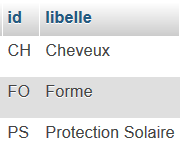 id libelle
CH Cheveux
FO Forme
PS Protection Solaire